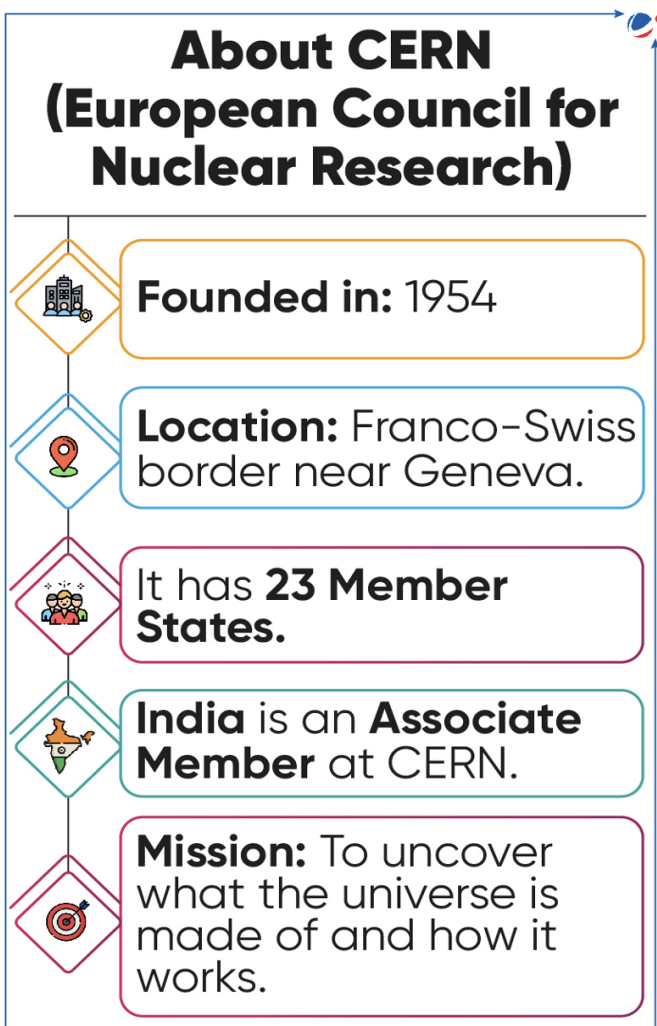 About CERN
(European Council for
Nuclear Research)
Founded in: 1954
Location: Franco-Swiss
border near Geneva.
It has 23 Member
States.
India is an Associate
Member at CERN.
Mission: To uncover
what the universe is
made of and how it
works.